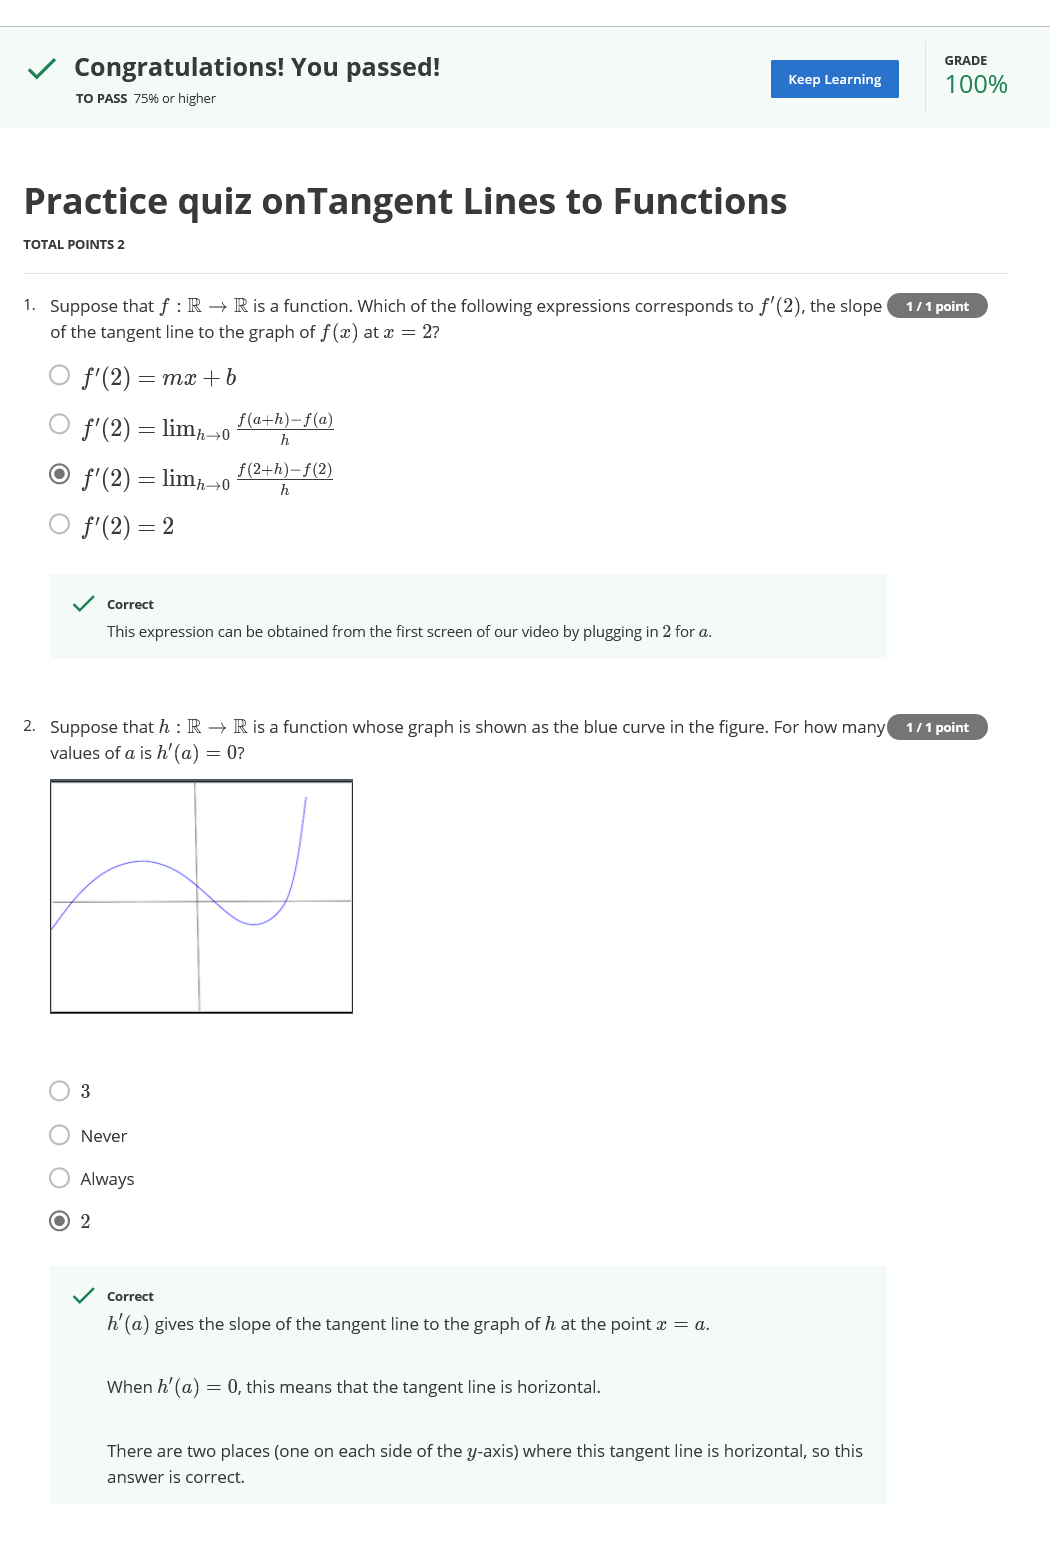 Congratulations! You passed!
TO PASS 75% or higher
Keep Learning
GRADE
100%
Practice quiz onTangent Lines to Functions
TOTAL POINTS 2
1. Suppose that f : ℝ → ℝ is a function. Which of the following expressions corresponds to f′(2), the slope
1 / 1 point
of the tangent line to the graph of f(x) at x = 2?
f′(2) = mx + b
f′(2) = lim_{h→0} \frac{f(a+h)−f(a)}{h}
f′(2) = lim_{h→0} \frac{f(2+h)−f(2)}{h}
f′(2) = 2
Correct
This expression can be obtained from the first screen of our video by plugging in 2 for a.
2. Suppose that h : ℝ → ℝ is a function whose graph is shown as the blue curve in the figure. For how many
1 / 1 point
values of a is h′(a) = 0?
3
Never
Always
2
Correct
h′(a) gives the slope of the tangent line to the graph of h at the point x = a.
When h′(a) = 0, this means that the tangent line is horizontal.
There are two places (one on each side of the y-axis) where this tangent line is horizontal, so this
answer is correct.